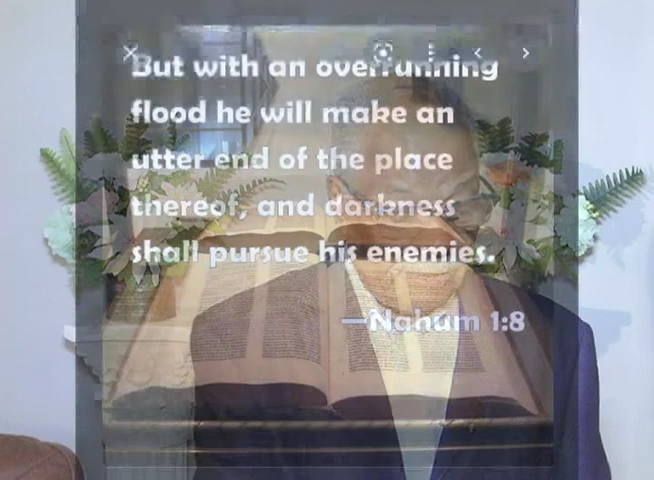 But with an overrunning
flood he will make an
utter end of the place
thereof, and darkness
shall pursue his enemies.
—Nahum 1:8